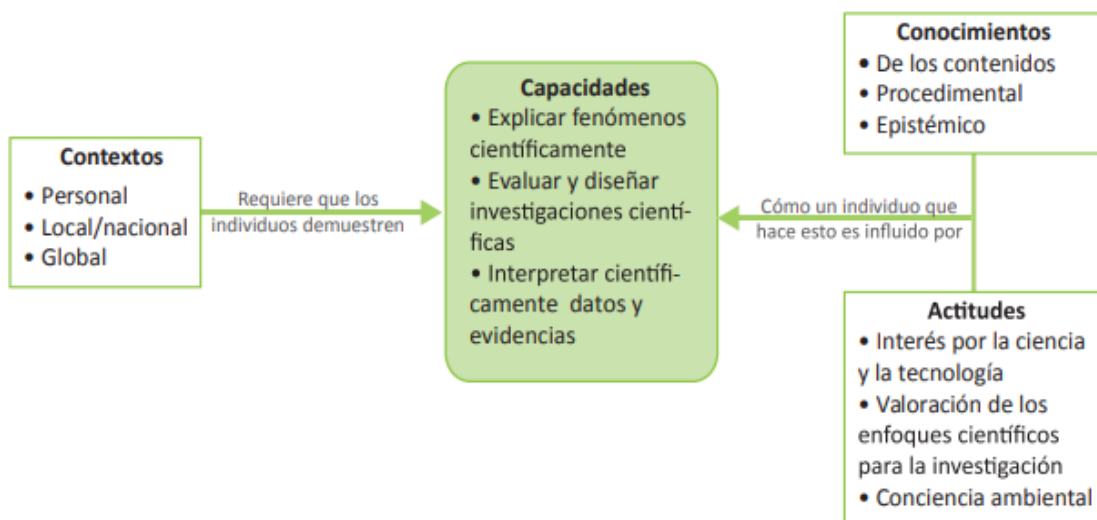 Contextos
• Personal
• Local/nacional
• Global
Requiere que los
individuos demuestren
Capacidades
• Explicar fenómenos
científicamente
• Evaluar y diseñar
investigaciones cientí-
ficas
• Interpretar científi-
camente datos y
evidencias
Cómo un individuo que
hace esto es influido por
Conocimientos
• De los contenidos
• Procedimental
• Epistémico
Actitudes
• Interés por la ciencia
y la tecnología
• Valoración de los
enfoques científicos
para la investigación
• Conciencia ambiental